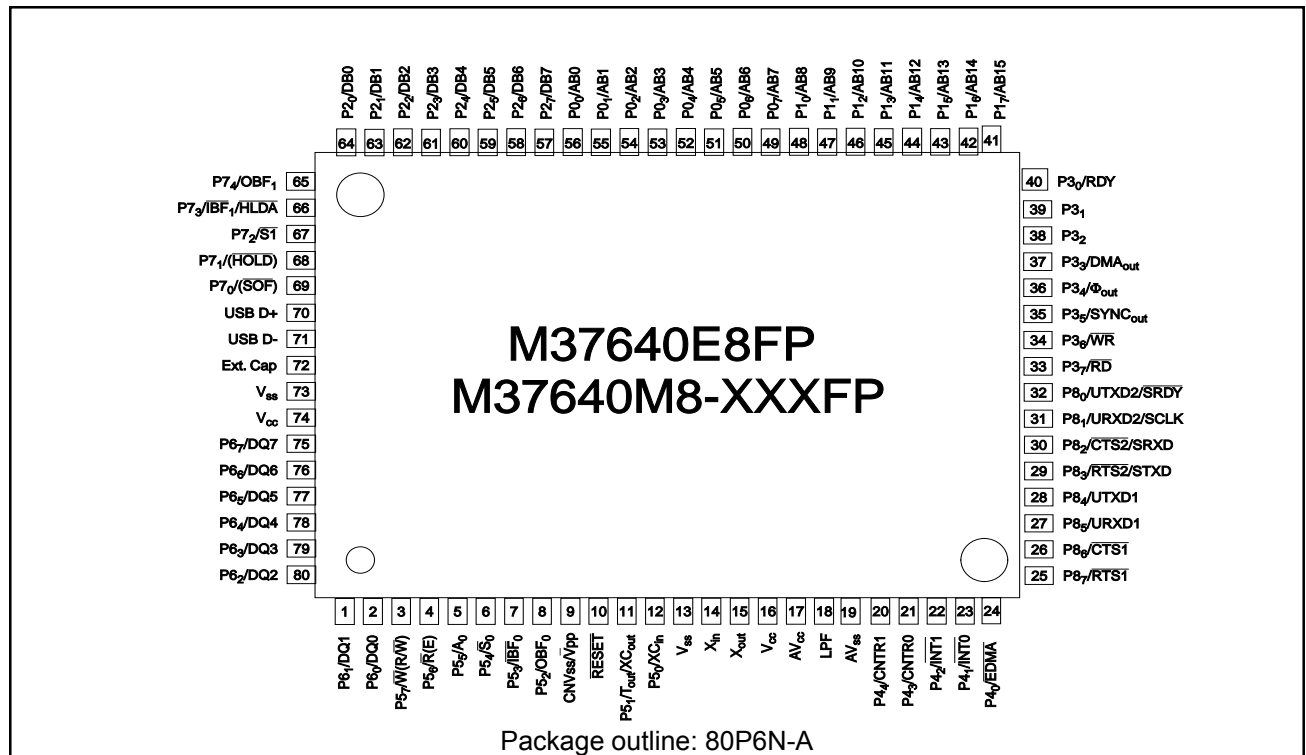 P2₀/DB0
P2₁/DB1
P2₂/DB2
P2₃/DB3
P2₄/DB4
P2₅/DB5
P2₆/DB6
P2₇/DB7
P0₀/AB0
P0₁/AB1
P0₂/AB2
P0₃/AB3
P0₄/AB4
P0₅/AB5
P0₆/AB6
P0₇/AB7
P1₀/AB8
P1₁/AB9
P1₂/AB10
P1₃/AB11
P1₄/AB12
P1₅/AB13
P1₆/AB14
P1₇/AB15
64 63 62 61 60 59 58 57 56 55 54 53 52 51 50 49 48 47 46 45 44 43 42 41
P7₄/OBF₁ 65
P7₃/IBF₁/HLDA 66
P7₂/S1 67
P7₁/(HOLD) 68
P7₀/(SOF) 69
USB D+ 70
USB D- 71
Ext. Cap 72
Vss 73
Vcc 74
P6₇/DQ7 75
P6₆/DQ6 76
P6₅/DQ5 77
P6₄/DQ4 78
P6₃/DQ3 79
P6₂/DQ2 80
M37640E8FP
M37640M8-XXXFP
40 P3₀/RDY
39 P3₁
38 P3₂
37 P3₃/DMAout
36 P3₄/Φout
35 P3₅/SYNCout
34 P3₆/WR
33 P3₇/RD
32 P8₀/UTXD2/SRDY
31 P8₁/URXD2/SCLK
30 P8₂/CTS2/SRXD
29 P8₃/RTS2/STXD
28 P8₄/UTXD1
27 P8₅/URXD1
26 P8₆/CTS1
25 P8₇/RTS1
1 2 3 4 5 6 7 8 9 10 11 12 13 14 15 16 17 18 19 20 21 22 23 24
P6₁/DQ1
P6₀/DQ0
P5₇/W(R/W)
P5₆/R(E)
P5₅/A₀
P5₄/S₀
P5₃/IBF₀
P5₂/OBF₀
CNVss/Vpp
RESET
P5₁/Tout/XCout
P5₀/XCin
Vss
Xin
Xout
Vcc
AVcc
LPF
AVss
P4₄/CNTR1
P4₃/CNTR0
P4₂/INT1
P4₁/INT0
P4₀/EDMA
Package outline: 80P6N-A